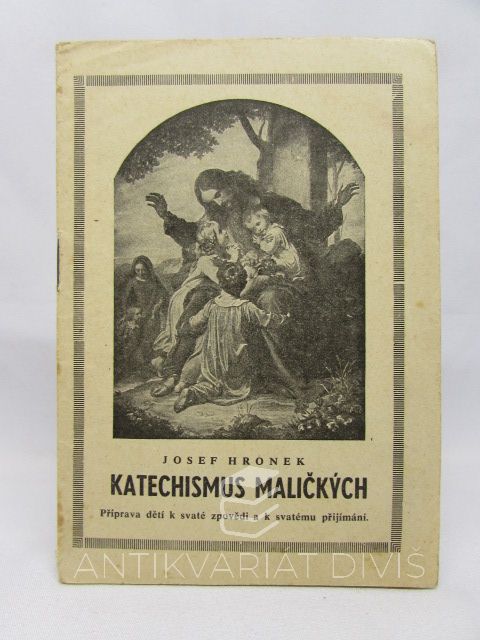 JOSEF HRONEK
KATECHISMUS MALIČKÝCH
Příprava dětí k svaté zpovědi a k svatému přijímání.
ANTIKVARIÁT DIVIŠ